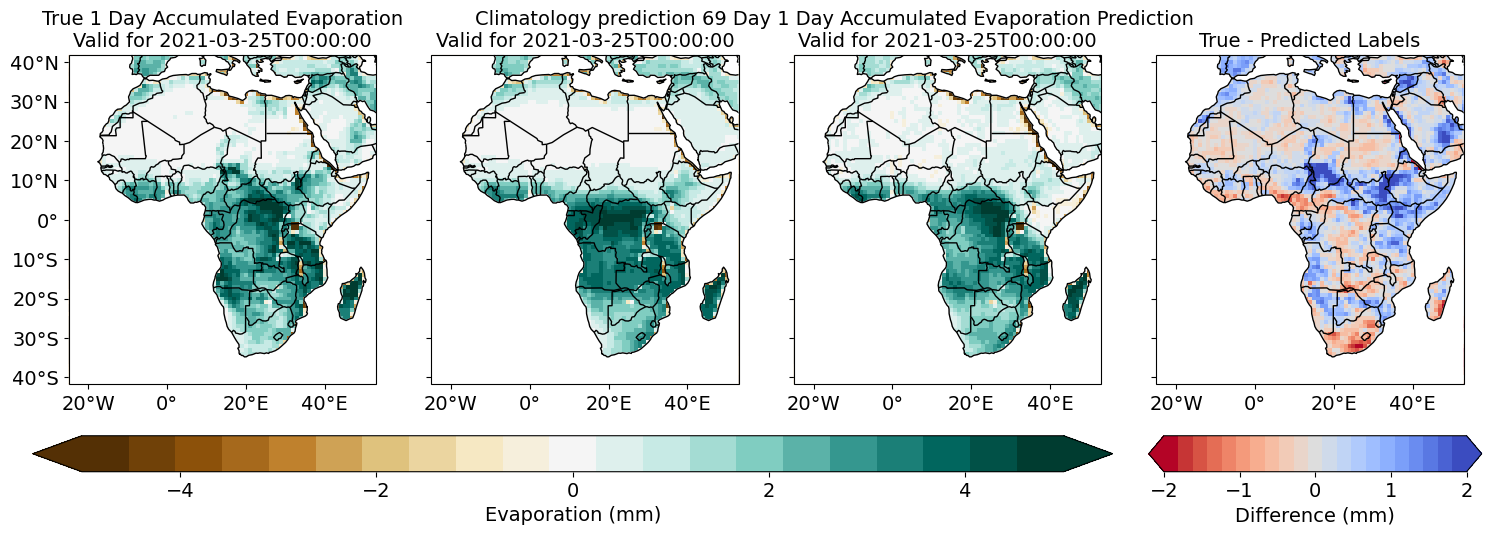 True 1 Day Accumulated Evaporation
Valid for 2021-03-25T00:00:00
Climatology prediction 69 Day 1 Day Accumulated Evaporation Prediction
Valid for 2021-03-25T00:00:00
Valid for 2021-03-25T00:00:00
True - Predicted Labels
40°N
30°N
20°N
10°N
0°
10°S
20°S
30°S
40°S
20°W 0° 20°E 40°E
20°W 0° 20°E 40°E
20°W 0° 20°E 40°E
20°W 0° 20°E 40°E
−4 −2 0 2 4
Evaporation (mm)
−2 −1 0 1 2
Difference (mm)